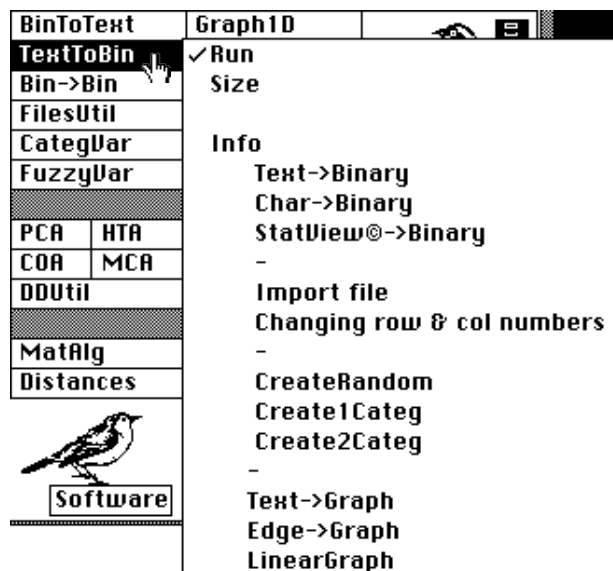 BinToText
Graph1D
TextToBin
✓Run
Bin->Bin
Size
FilesUtil
CategVar
Info
FuzzyVar
Text->Binary
Char->Binary
PCA HTA
StatView©->Binary
COA MCA
-
DDUtil
Import file
Changing row & col numbers
MatAlg
-
Distances
CreateRandom
Create1Categ
Create2Categ
-
Software
Text->Graph
Edge->Graph
LinearGraph